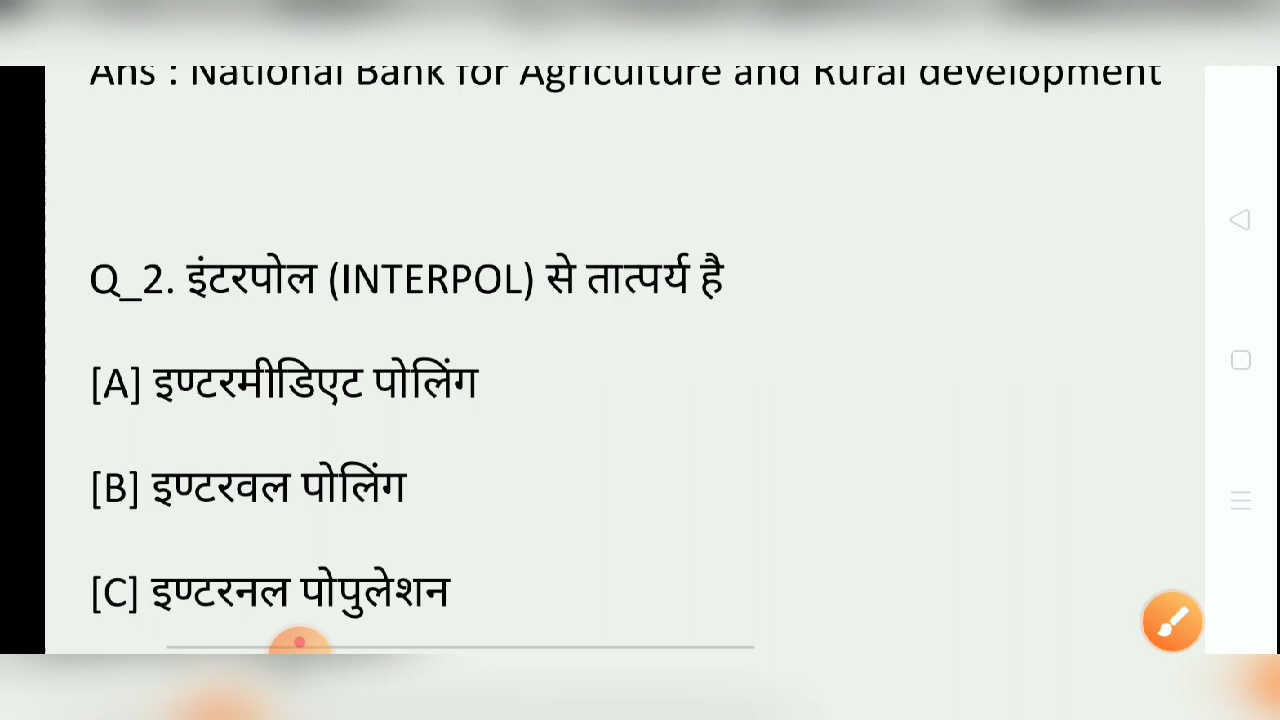 Ans : National Bank for Agriculture and Rural development
Q_2. इंटरपोल (INTERPOL) से तात्पर्य है
[A] इण्टरमीडिएट पोलिंग
[B] इण्टरवल पोलिंग
[C] इण्टरनल पोपुलेशन